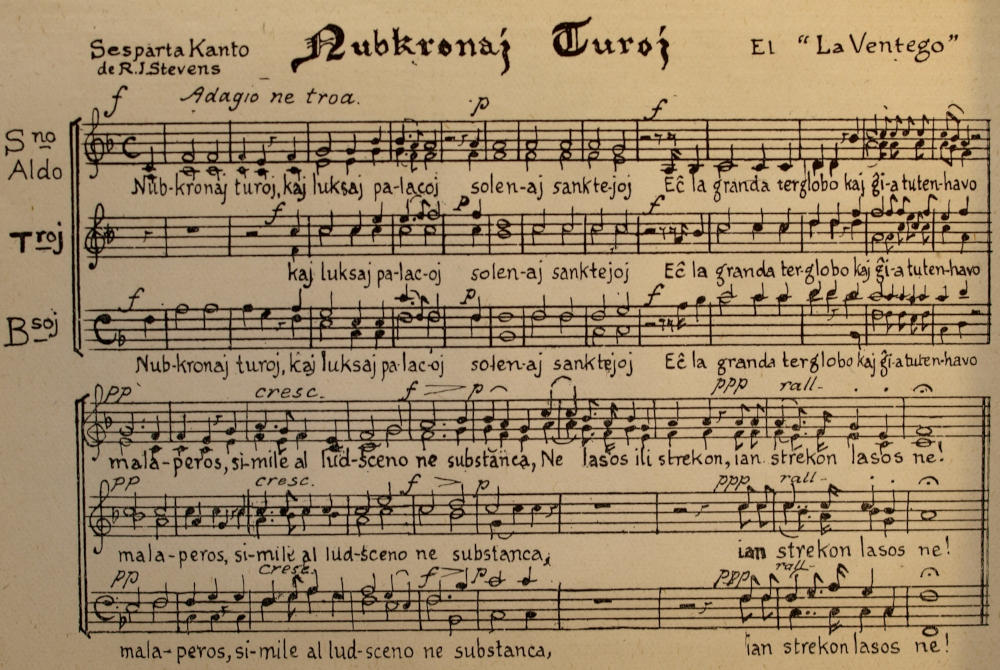 Sesparta Kanto
de R.J.Stevens
Nubkronaj Turoj
El "La Ventego"
f Adagio ne troa. p f
Sno
Aldo
Nub-kronaj turoj, kaj luksaj pa-lacoj solen-aj sankte-joj Eĉ la granda terglobo kaj ĝi-a tuten-havo
f p f
Troj
kaj luksaj pa-lac-oj solen-aj sanktejoj Eĉ la granda ter-globo kaj ĝi-a tuten-havo
f p f
Bsoj
Nub-kronaj turoj, kaj luksaj pa-lac-oj solen-aj sanktejoj Eĉ la granda terglobo kaj ĝi-a tuten-havo
pp cresc. f p ppp rall-
mala-peros, si-mile al lud-sceno ne substanca, Ne lasos ili strekon, ian strekon lasos ne!
pp cresc. f p ppp rall-
mala-peros, si-mile al lud-sceno ne substanca, ian strekon lasos ne!
pp cresc. f p ppp rall-
mala-peros, si-mile al lud-sceno ne substanca, ian strekon lasos ne!